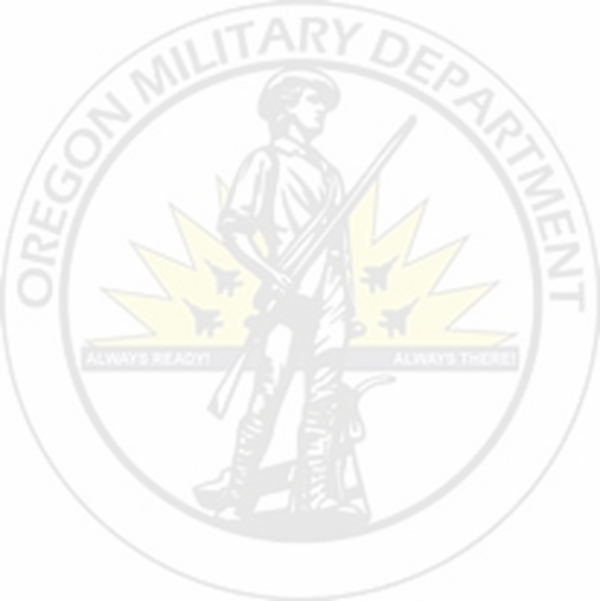 OREGON MILITARY DEPARTMENT
ALWAYS READY!
ALWAYS THERE!